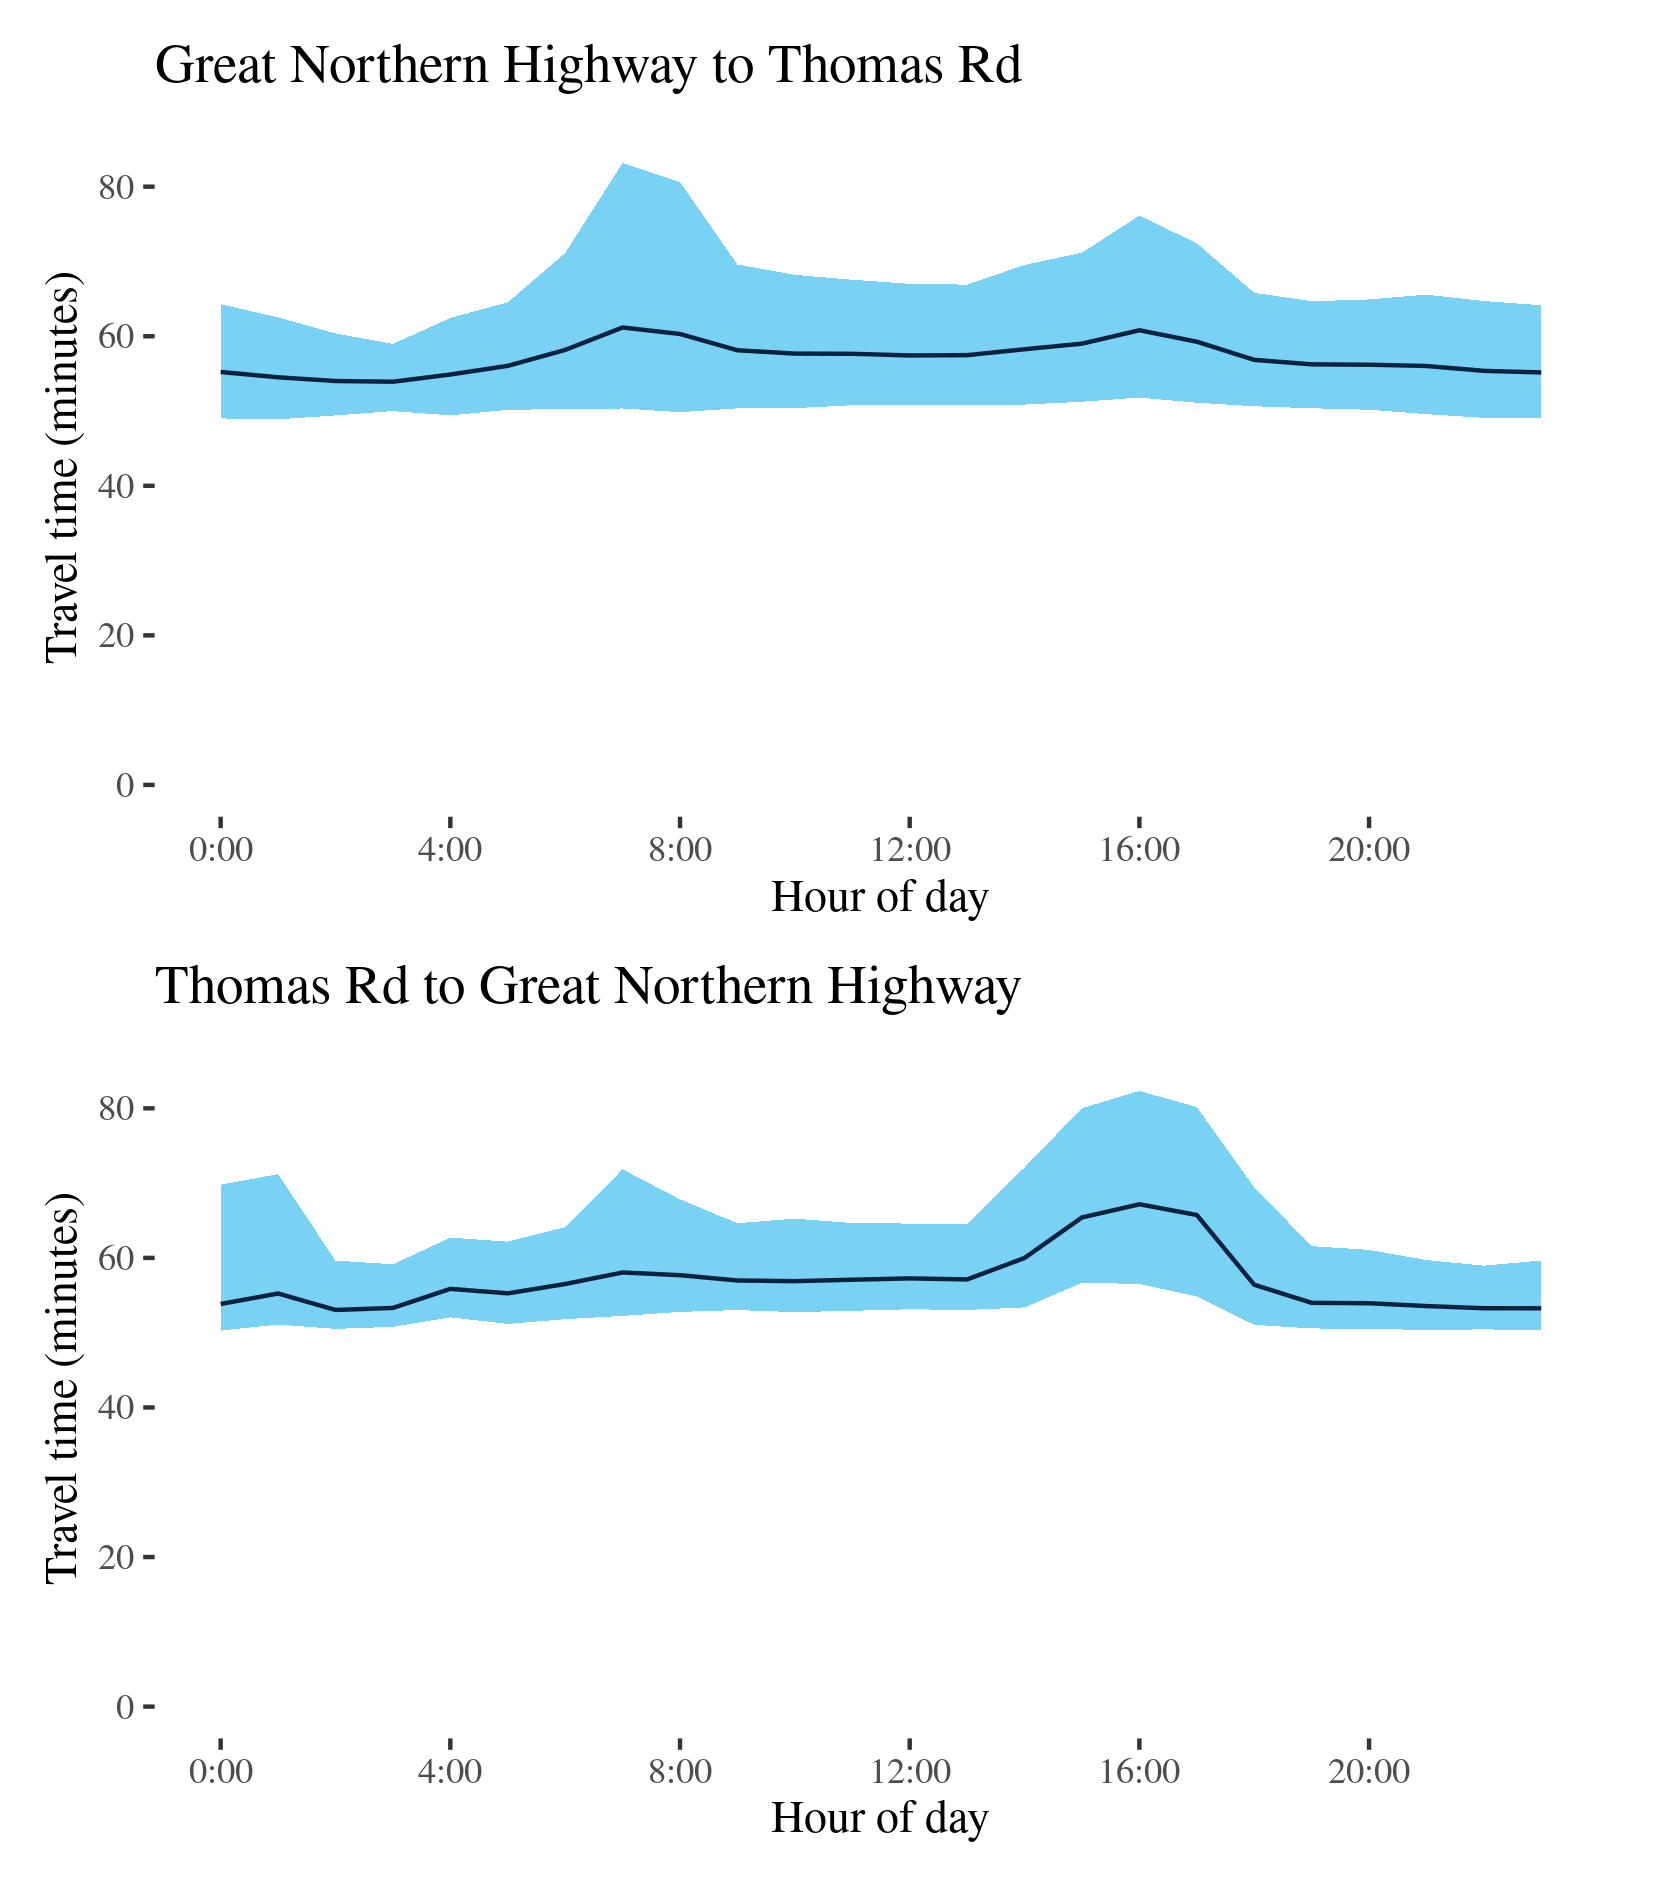 Great Northern Highway to Thomas Rd
80
60
40
20
0
Travel time (minutes)
0:00 4:00 8:00 12:00 16:00 20:00
Hour of day
Thomas Rd to Great Northern Highway
80
60
40
20
0
Travel time (minutes)
0:00 4:00 8:00 12:00 16:00 20:00
Hour of day